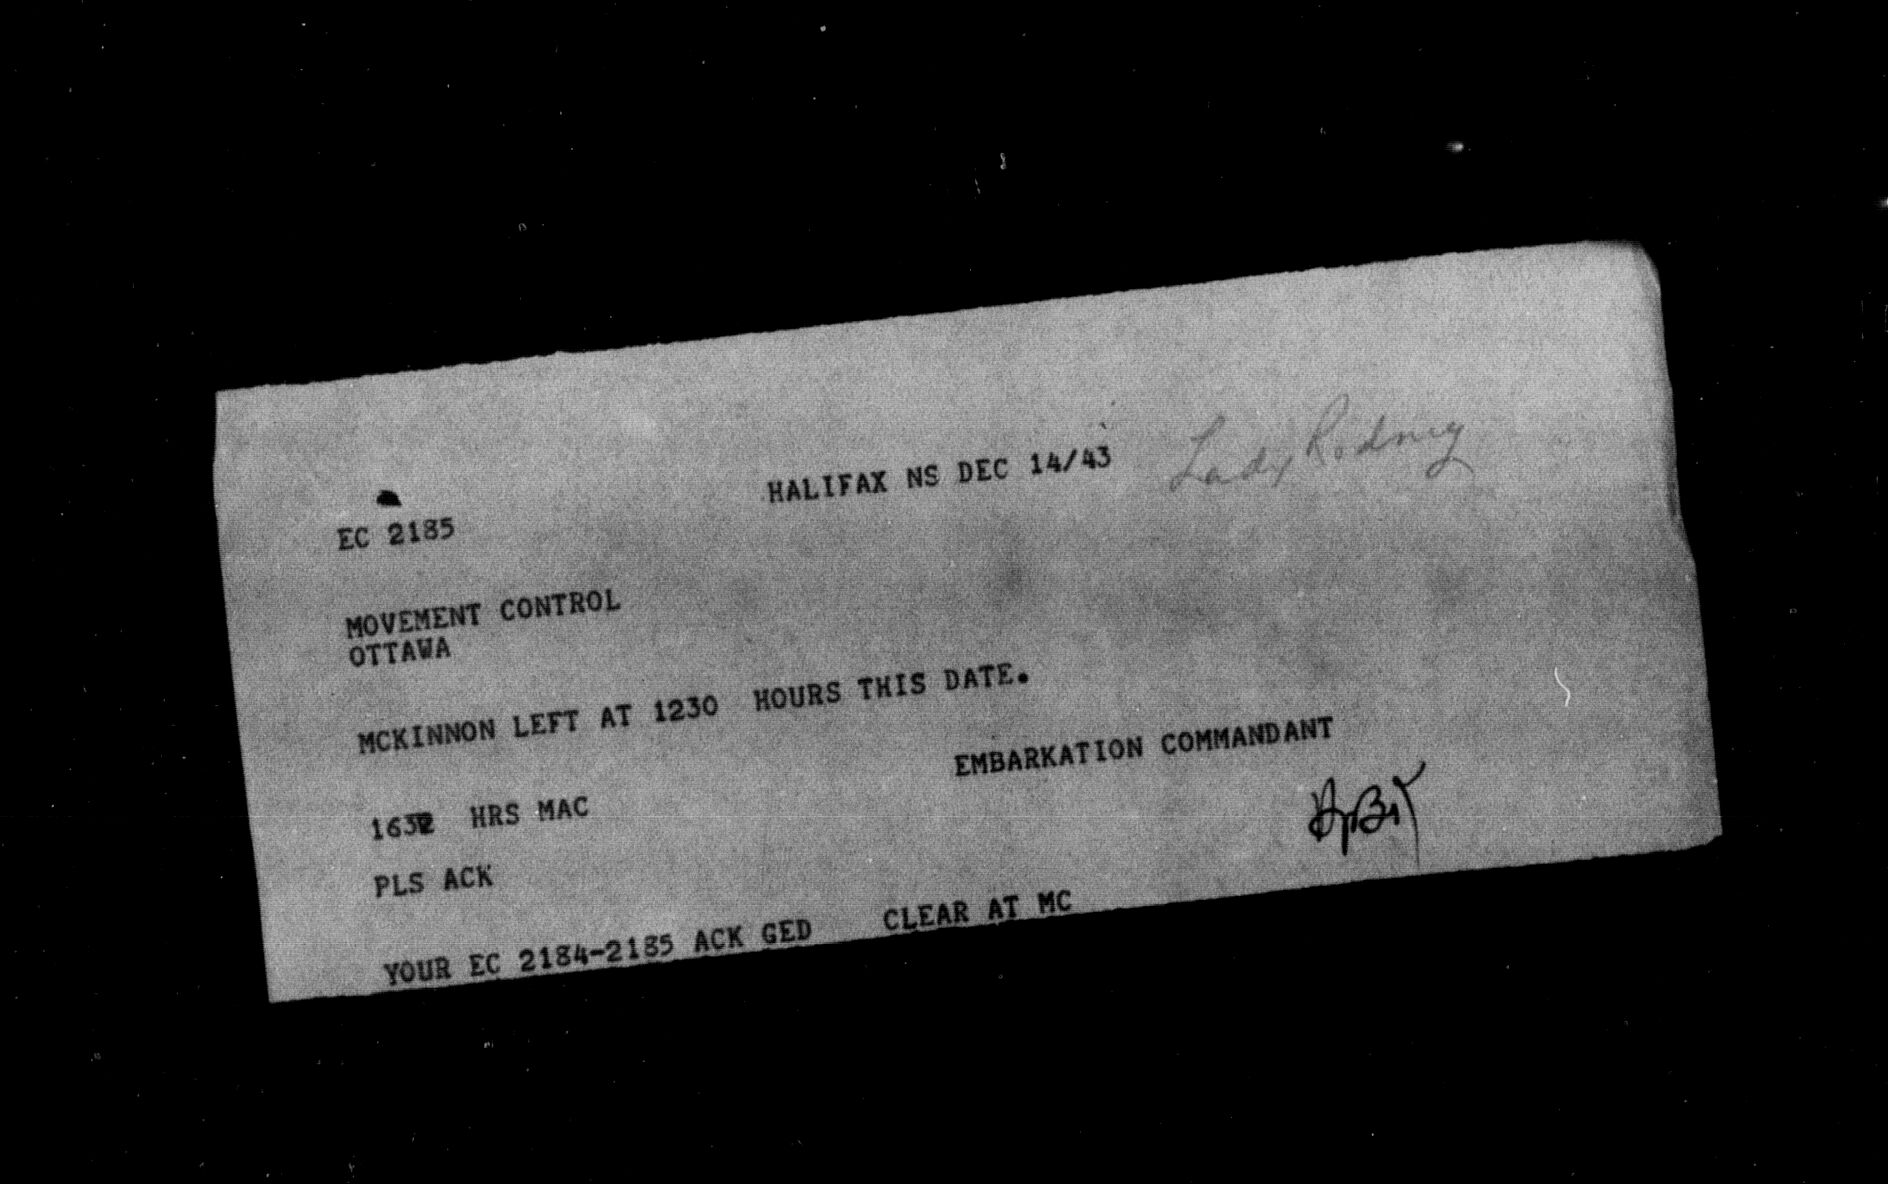 HALIFAX NS DEC 14/43 Lady Rodney
EC 2185
MOVEMENT CONTROL
OTTAWA
MCKINNON LEFT AT 1230 HOURS THIS DATE.
EMBARKATION COMMANDANT
1632 HRS MAC
PLS ACK
YOUR EC 2184-2185 ACK GED CLEAR AT MC